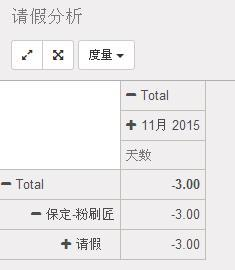 请假分析
度量
Total
11月 2015
天数
Total -3.00
保定-粉刷匠 -3.00
请假 -3.00